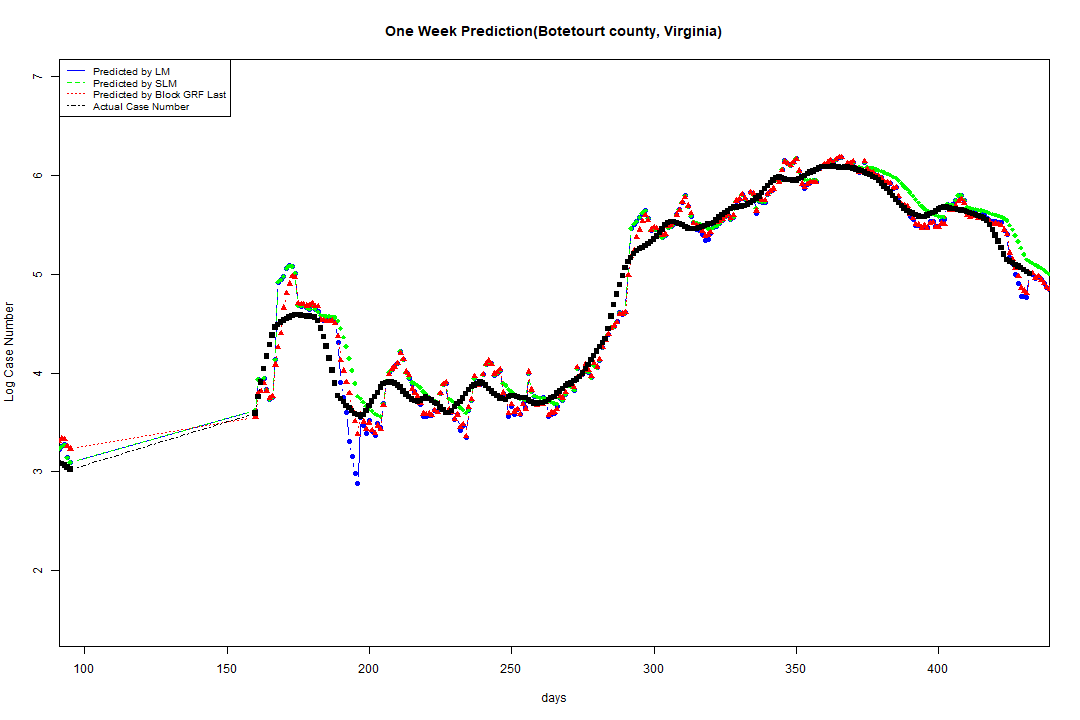 One Week Prediction(Botetourt county, Virginia)
Predicted by LM
Predicted by SLM
Predicted by Block GRF Last
Actual Case Number
7
6
5
4
3
2
Log Case Number
100 150 200 250 300 350 400
days